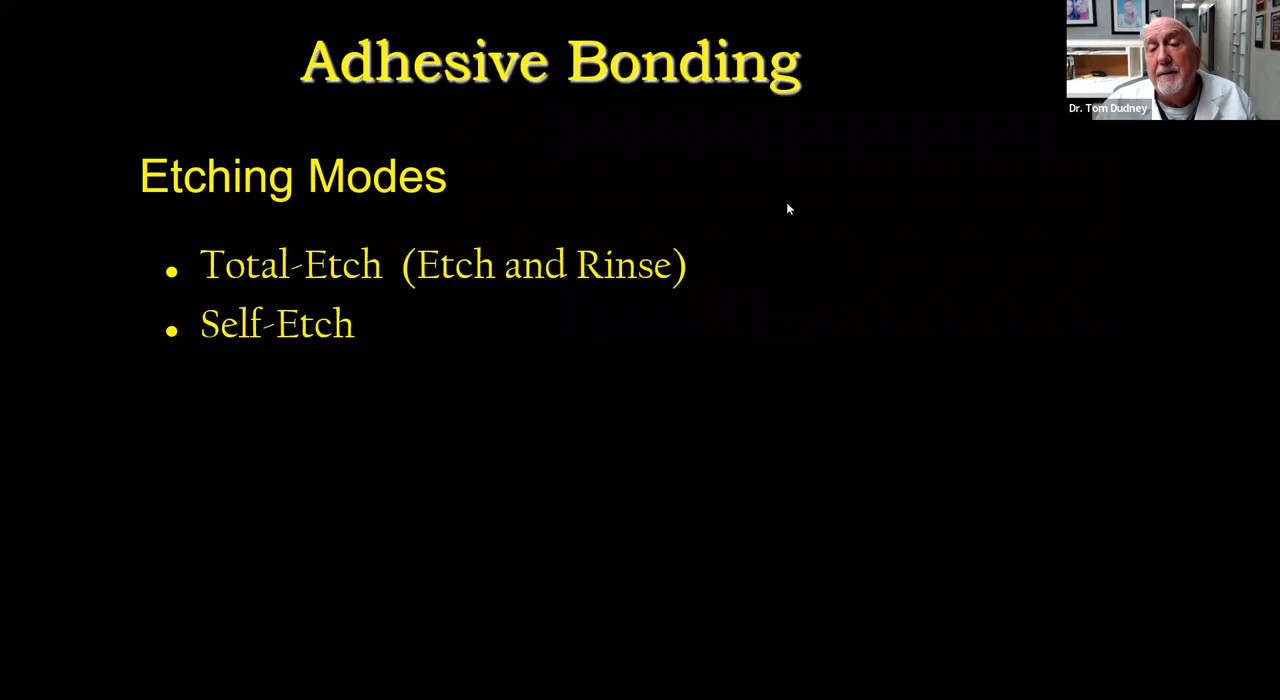 Adhesive Bonding
Dr. Tom Dudney
Etching Modes
• Total-Etch (Etch and Rinse)
• Self-Etch